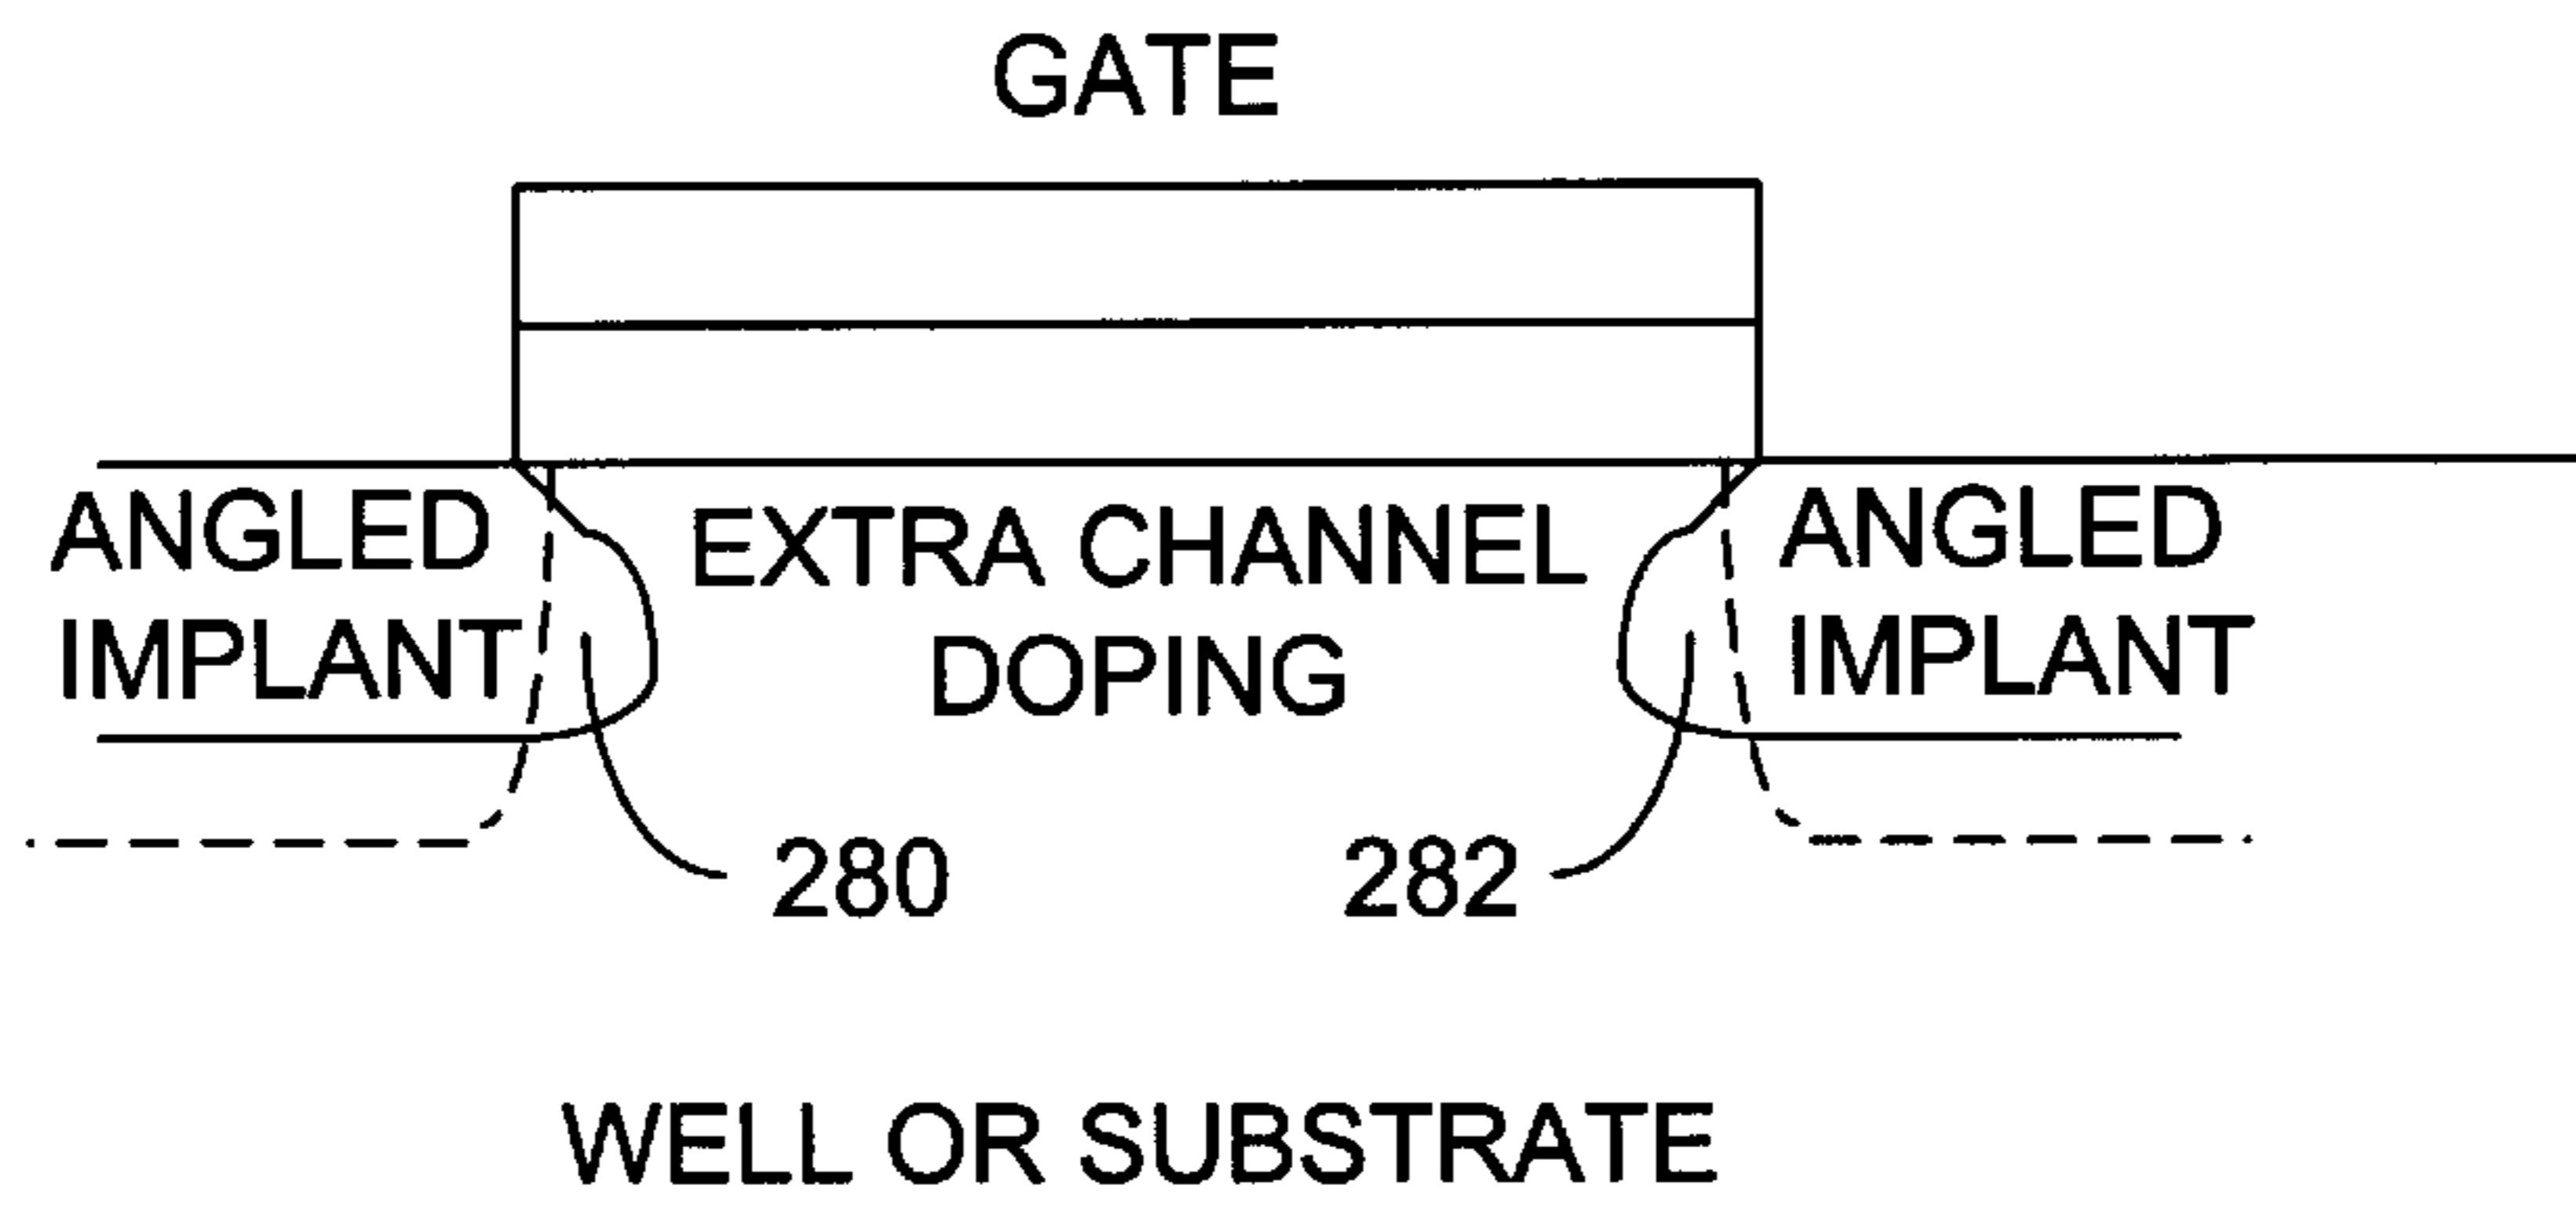 GATE
ANGLED
IMPLANT
EXTRA CHANNEL
DOPING
ANGLED
IMPLANT
280
282
WELL OR SUBSTRATE